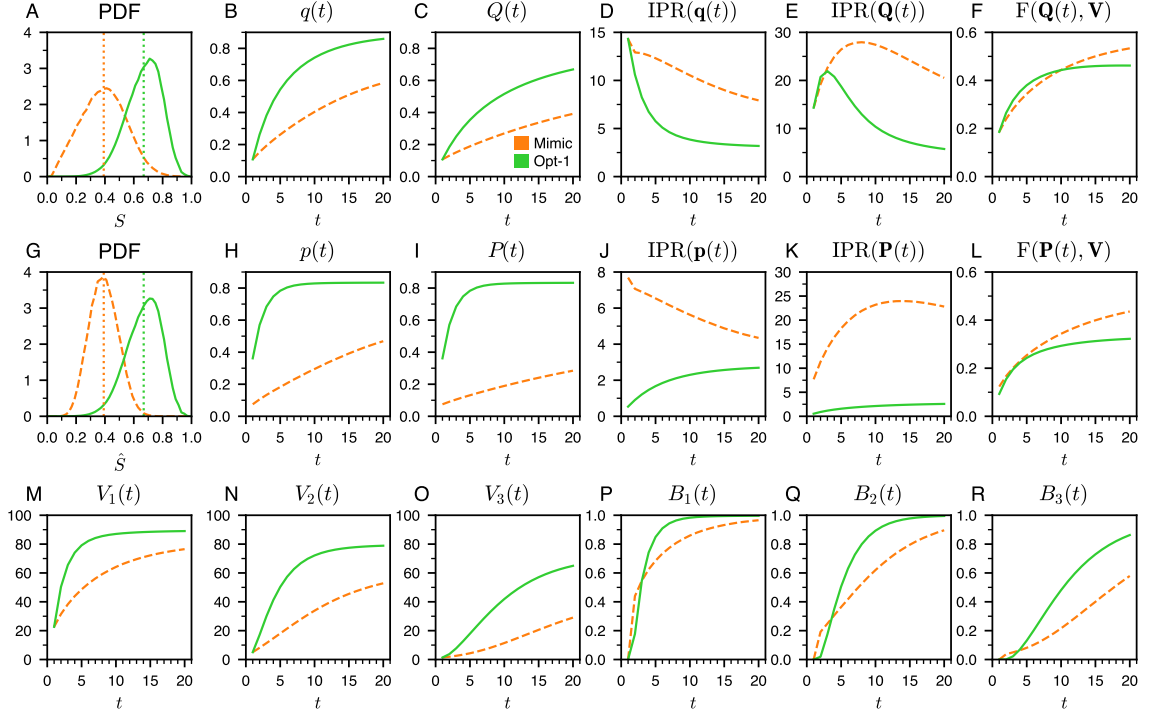 A PDF B q(t) C Q(t) D IPR(q(t)) E IPR(Q(t)) F F(Q(t), V)
4 3 2 1 0
0.0 0.2 0.4 0.6 0.8 1.0
S
0.8 0.6 0.4 0.2 0.0
0 5 10 15 20
t
0.8 0.6 0.4 0.2 0.0
Mimic
Opt-1
0 5 10 15 20
t
15 10 5 0
0 5 10 15 20
t
30 20 10 0
0 5 10 15 20
t
0.6 0.4 0.2 0.0
0 5 10 15 20
t
G PDF H p(t) I P(t) J IPR(p(t)) K IPR(P(t)) L F(P(t), V)
4 3 2 1 0
0.0 0.2 0.4 0.6 0.8 1.0
Ŝ
0.8 0.6 0.4 0.2 0.0
0 5 10 15 20
t
0.8 0.6 0.4 0.2 0.0
0 5 10 15 20
t
8 6 4 2 0
0 5 10 15 20
t
30 25 20 15 10 5 0
0 5 10 15 20
t
0.6 0.4 0.2 0.0
0 5 10 15 20
t
M V₁(t) N V₂(t) O V₃(t) P B₁(t) Q B₂(t) R B₃(t)
100 80 60 40 20 0
0 5 10 15 20
t
100 80 60 40 20 0
0 5 10 15 20
t
100 80 60 40 20 0
0 5 10 15 20
t
1.0 0.8 0.6 0.4 0.2 0.0
0 5 10 15 20
t
1.0 0.8 0.6 0.4 0.2 0.0
0 5 10 15 20
t
1.0 0.8 0.6 0.4 0.2 0.0
0 5 10 15 20
t